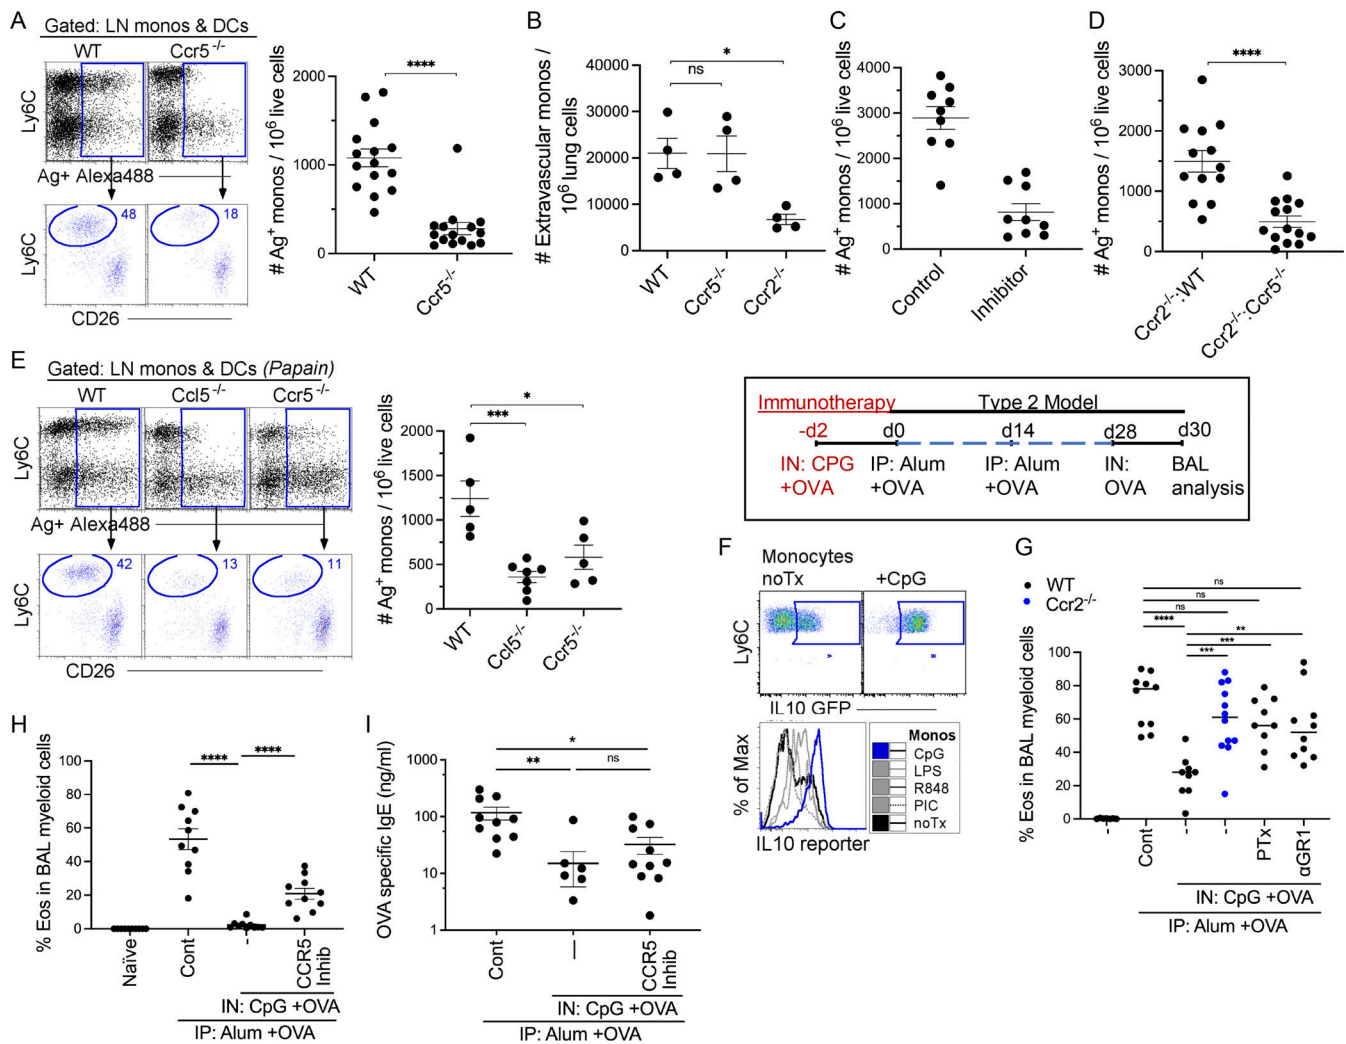 A
Gated: LN monos & DCs
WT
Ccr5-/-
Ly6C
Ag+ Alexa488
48
18
Ly6C
CD26
# Ag+ monos / 10^6 live cells
2000
1000
0
****
WT
Ccr5-/-
B
# Extravascular monos / 10^6 lung cells
40000
30000
20000
10000
0
*
ns
WT
Ccr5-/-
Ccr2-/-
C
# Ag+ monos / 10^6 live cells
4000
3000
2000
1000
0
Control
Inhibitor
D
# Ag+ monos / 10^6 live cells
3000
2000
1000
0
****
Ccr2-/-:WT
Ccr2-/-:Ccr5-/-
E
Gated: LN monos & DCs (Papain)
WT
Ccl5-/-
Ccr5-/-
Ly6C
Ag+ Alexa488
42
13
11
Ly6C
CD26
# Ag+ monos / 10^6 live cells
2000
1500
1000
500
0
*
***
WT
Ccl5-/-
Ccr5-/-
Immunotherapy
Type 2 Model
-d2
d0
d14
d28
d30
IN: CPG
+OVA
IP: Alum
+OVA
IP: Alum
+OVA
IN:
OVA
BAL
analysis
F
Monocytes
noTx
+CpG
Ly6C
IL10 GFP
% of Max
IL10 reporter
Monos
CpG
LPS
R848
PIC
noTx
G
WT
Ccr2-/-
% Eos in BAL myeloid cells
100
80
60
40
20
0
ns
ns
ns
****
**
***
***
-
Cont
-
-
PTx
αGR1
IN: CpG +OVA
IP: Alum +OVA
H
% Eos in BAL myeloid cells
100
80
60
40
20
0
****
****
Naïve
Cont
-
CCR5
Inhib
IN: CpG +OVA
IP: Alum +OVA
I
OVA specific IgE (ng/ml)
1000
100
10
1
*
**
ns
Cont
—
CCR5
Inhib
IN: CpG +OVA
IP: Alum +OVA